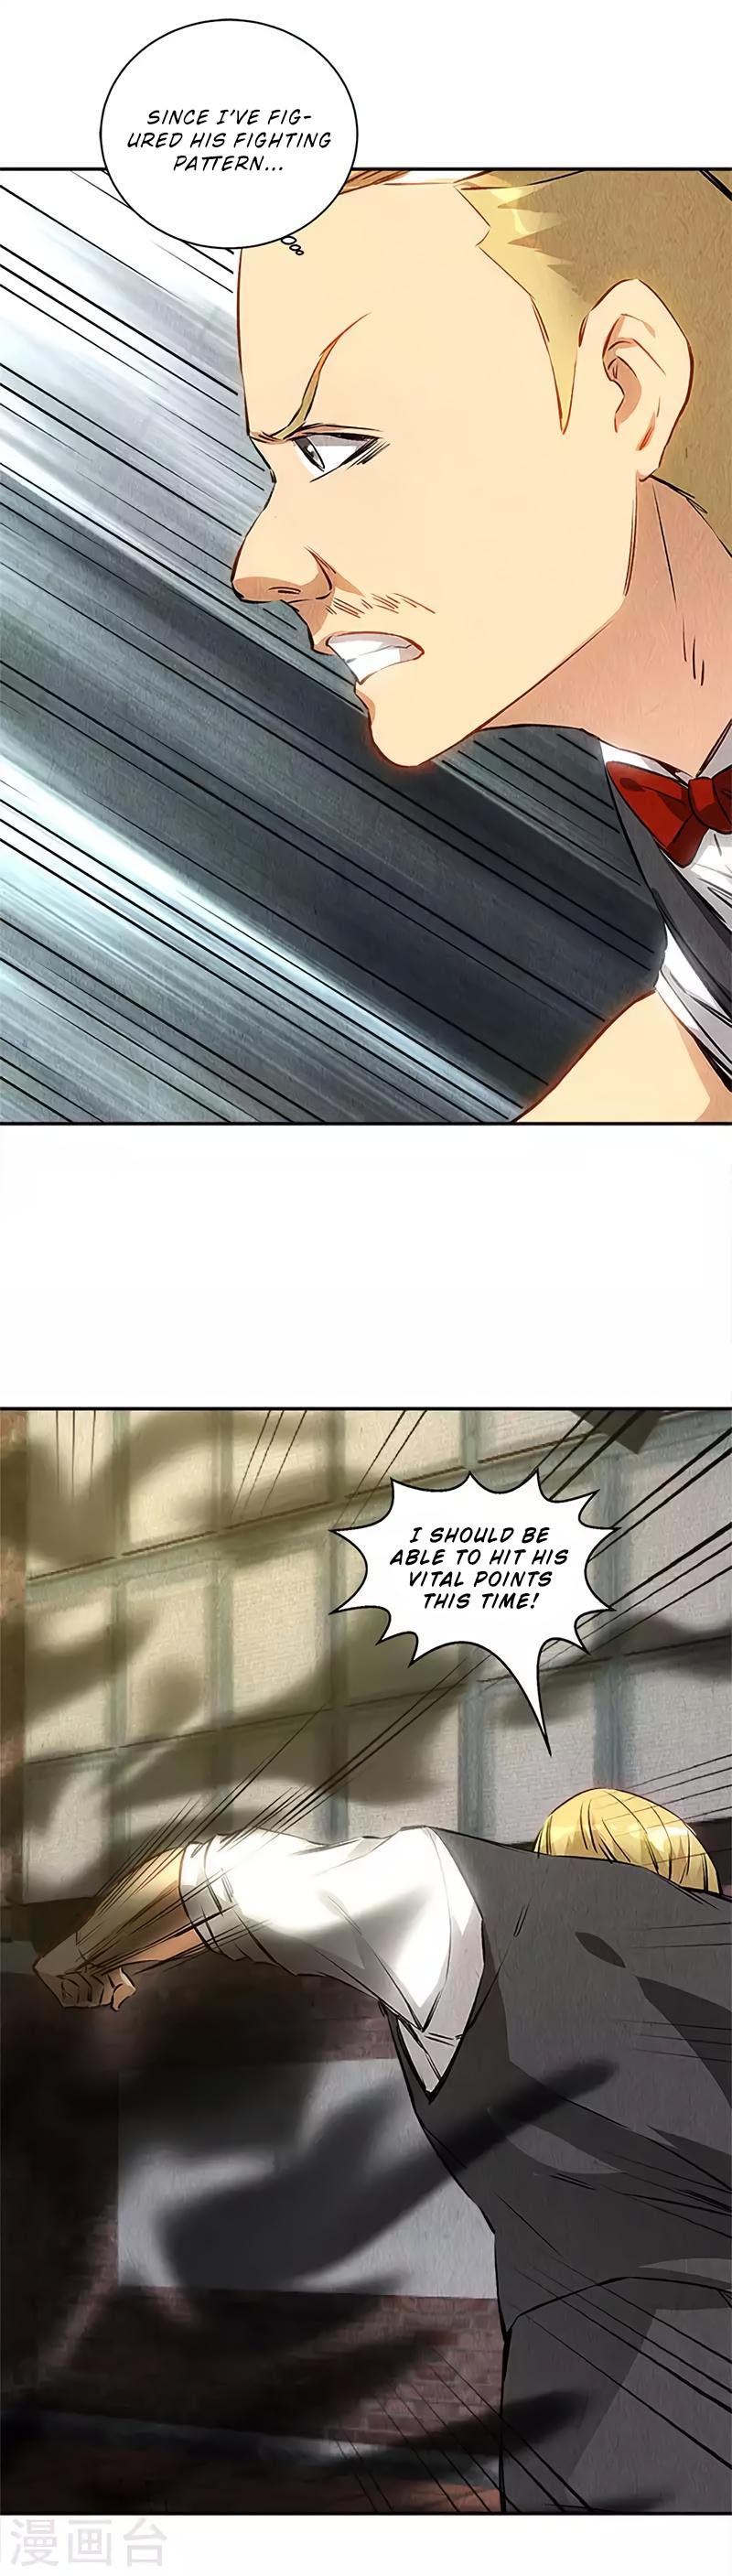 SINCE I'VE FIG-
URED HIS FIGHTING
PATTERN...
I SHOULD BE
ABLE TO HIT HIS
VITAL POINTS
THIS TIME!
漫画台